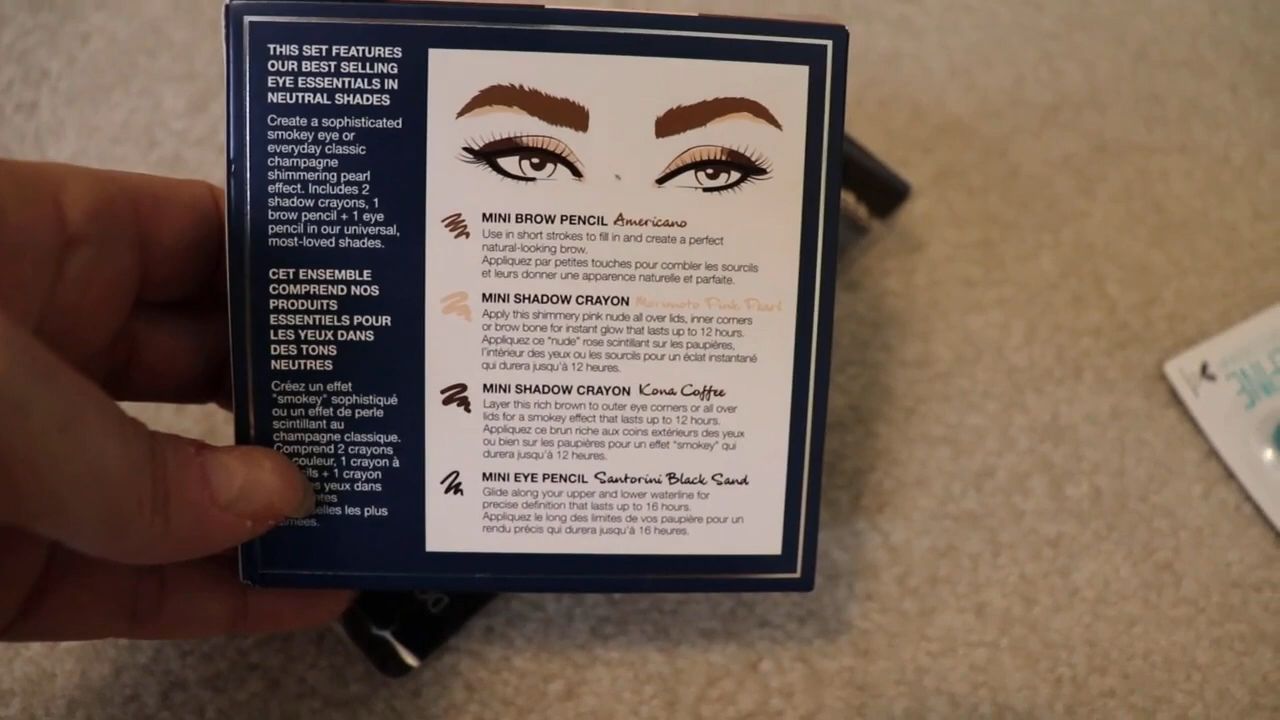 THIS SET FEATURES
OUR BEST SELLING
EYE ESSENTIALS IN
NEUTRAL SHADES
Create a sophisticated
smokey eye or
everyday classic
champagne
shimmering pearl
effect. Includes 2
shadow crayons, 1
brow pencil + 1 eye
pencil in our universal,
most-loved shades.
CET ENSEMBLE
COMPREND NOS
PRODUITS
ESSENTIELS POUR
LES YEUX DANS
DES TONS
NEUTRES
Créez un effet
"smokey" sophistiqué
ou un effet de perle
scintillant au
champagne classique.
Comprend 2 crayons
couleur, 1 crayon à
+ 1 crayon
yeux dans
les plus
MINI BROW PENCIL Americano
Use in short strokes to fill in and create a perfect
natural-looking brow.
Appliquez par petites touches pour combler les sourcils
et leurs donner une apparence naturelle et parfaite.
MINI SHADOW CRAYON Morimoto Pink Pearl
Apply this shimmery pink nude all over lids, inner corners
or brow bone for instant glow that lasts up to 12 hours.
Appliquez ce "nude" rose scintillant sur les paupières,
l'intérieur des yeux ou les sourcils pour un éclat instantané
qui durera jusqu'à 12 heures.
MINI SHADOW CRAYON Kona Coffee
Layer this rich brown to outer eye corners or all over
lids for a smokey effect that lasts up to 12 hours.
Appliquez ce brun riche aux coins extérieurs des yeux
ou bien sur les paupières pour un effet "smokey" qui
durera jusqu'à 12 heures.
MINI EYE PENCIL Santorini Black Sand
Glide along your upper and lower waterline for
precise definition that lasts up to 16 hours.
Appliquez le long des limites de vos paupière pour un
rendu précis qui durera jusqu'à 16 heures.